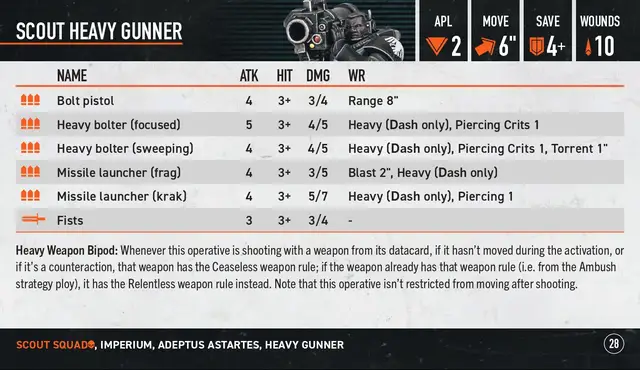 SCOUT HEAVY GUNNER
APL MOVE SAVE WOUNDS
2 6" 4+ 10
NAME ATK HIT DMG WR
Bolt pistol 4 3+ 3/4 Range 8"
Heavy bolter (focused) 5 3+ 4/5 Heavy (Dash only), Piercing Crits 1
Heavy bolter (sweeping) 4 3+ 4/5 Heavy (Dash only), Piercing Crits 1, Torrent 1"
Missile launcher (frag) 4 3+ 3/5 Blast 2", Heavy (Dash only)
Missile launcher (krak) 4 3+ 5/7 Heavy (Dash only), Piercing 1
Fists 3 3+ 3/4 -
Heavy Weapon Bipod: Whenever this operative is shooting with a weapon from its datacard, if it hasn't moved during the activation, or
if it's a counteraction, that weapon has the Ceaseless weapon rule; if the weapon already has that weapon rule (i.e. from the Ambush
strategy ploy), it has the Relentless weapon rule instead. Note that this operative isn't restricted from moving after shooting.
SCOUT SQUAD, IMPERIUM, ADEPTUS ASTARTES, HEAVY GUNNER
28